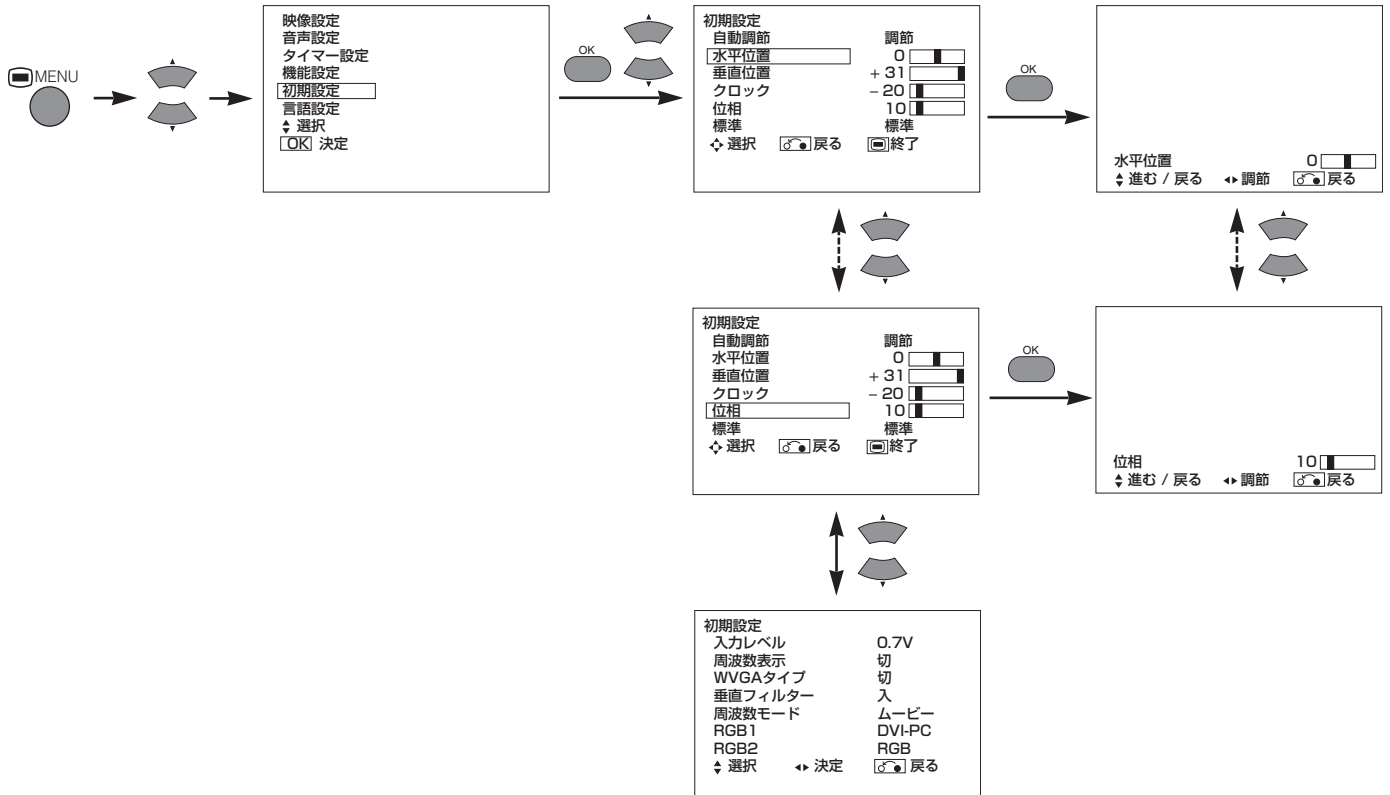 MENU
映像設定
音声設定
タイマー設定
機能設定
初期設定
言語設定
選択
OK 決定
OK
初期設定
自動調節 調節
水平位置 0
垂直位置 + 31
クロック − 20
位相 10
標準 標準
選択 戻る 終了
OK
水平位置 0
進む / 戻る 調節 戻る
初期設定
自動調節 調節
水平位置 0
垂直位置 + 31
クロック − 20
位相 10
標準 標準
選択 戻る 終了
OK
位相 10
進む / 戻る 調節 戻る
初期設定
入力レベル 0.7V
周波数表示 切
WVGAタイプ 切
垂直フィルター 入
周波数モード ムービー
RGB1 DVI-PC
RGB2 RGB
選択 決定 戻る